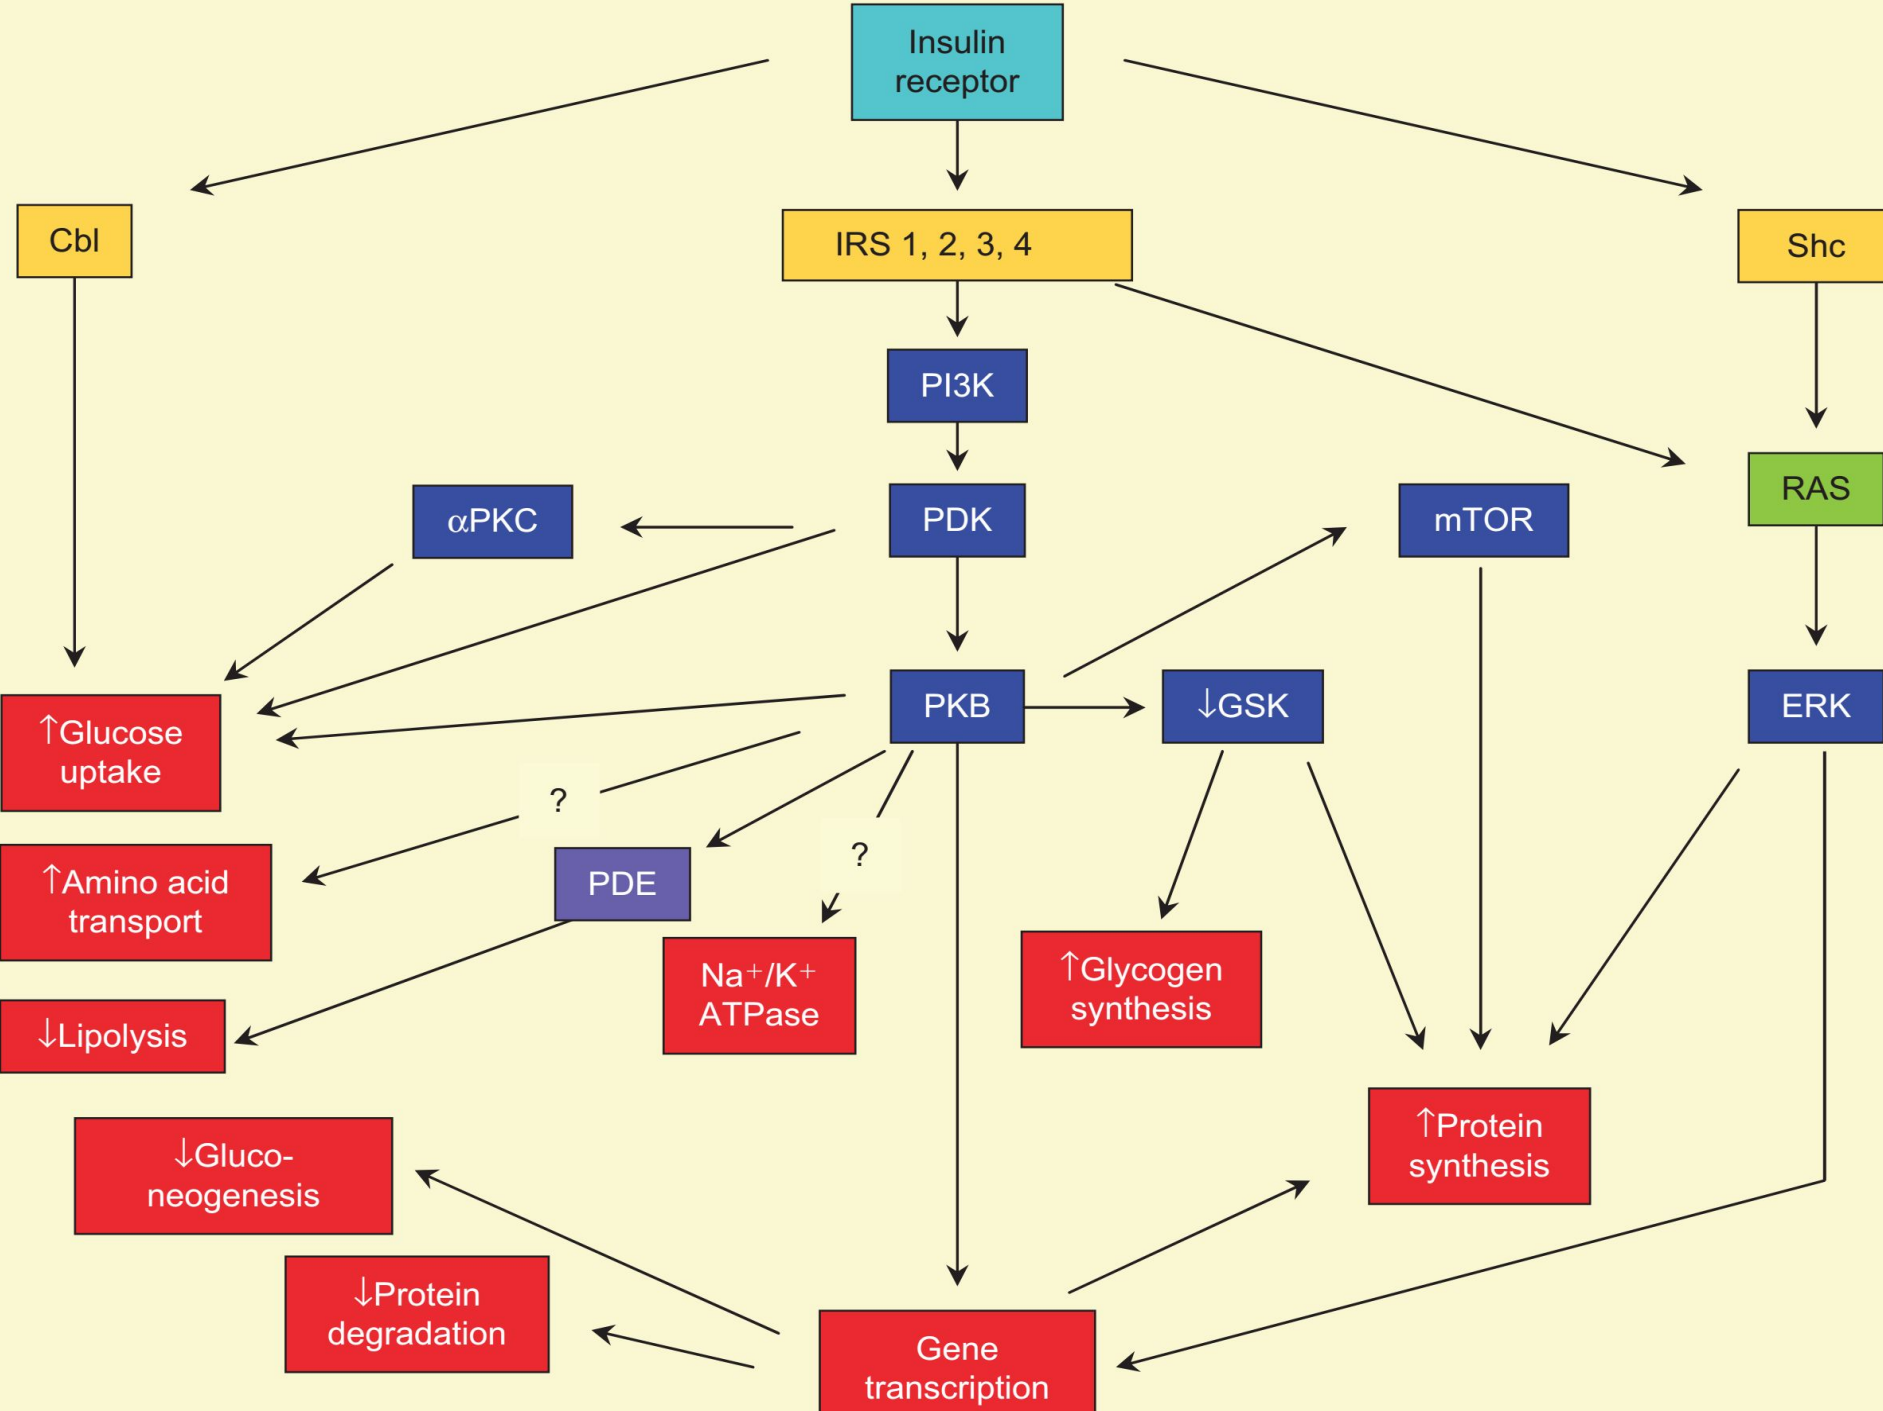 Insulin
receptor
Cbl
IRS 1, 2, 3, 4
Shc
PI3K
αPKC
PDK
mTOR
RAS
↑Glucose
uptake
PKB
↓GSK
ERK
?
?
↑Amino acid
transport
PDE
Na⁺/K⁺
ATPase
↑Glycogen
synthesis
↓Lipolysis
↓Gluco-
neogenesis
↑Protein
synthesis
↓Protein
degradation
Gene
transcription